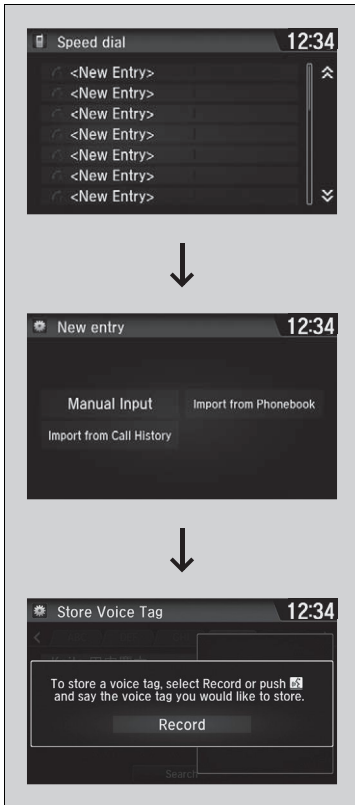 Speed dial 12:34
<New Entry>
<New Entry>
<New Entry>
<New Entry>
<New Entry>
<New Entry>
<New Entry>
New entry 12:34
Manual Input Import from Phonebook
Import from Call History
Store Voice Tag 12:34
To store a voice tag, select Record or push
and say the voice tag you would like to store.
Record
Search